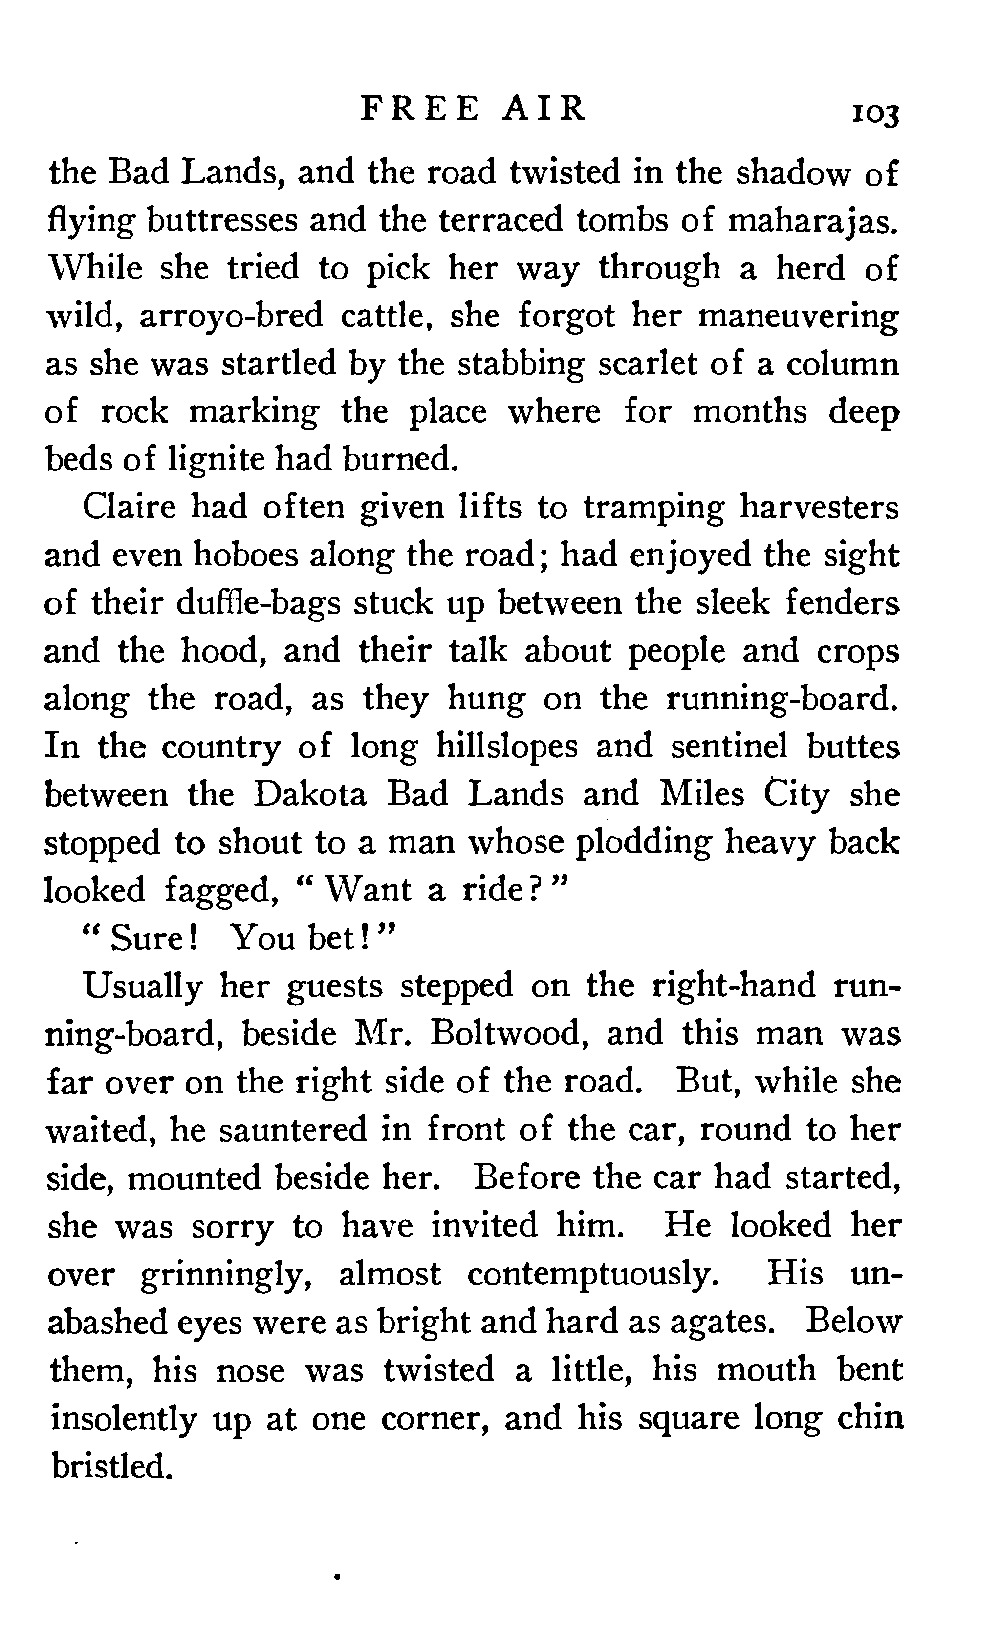 FREE AIR 103
the Bad Lands, and the road twisted in the shadow of
flying buttresses and the terraced tombs of maharajas.
While she tried to pick her way through a herd of
wild, arroyo-bred cattle, she forgot her maneuvering
as she was startled by the stabbing scarlet of a column
of rock marking the place where for months deep
beds of lignite had burned.
Claire had often given lifts to tramping harvesters
and even hoboes along the road; had enjoyed the sight
of their duffle-bags stuck up between the sleek fenders
and the hood, and their talk about people and crops
along the road, as they hung on the running-board.
In the country of long hillslopes and sentinel buttes
between the Dakota Bad Lands and Miles City she
stopped to shout to a man whose plodding heavy back
looked fagged, “ Want a ride? ”
“ Sure! You bet! ”
Usually her guests stepped on the right-hand run-
ning-board, beside Mr. Boltwood, and this man was
far over on the right side of the road. But, while she
waited, he sauntered in front of the car, round to her
side, mounted beside her. Before the car had started,
she was sorry to have invited him. He looked her
over grinningly, almost contemptuously. His un-
abashed eyes were as bright and hard as agates. Below
them, his nose was twisted a little, his mouth bent
insolently up at one corner, and his square long chin
bristled.